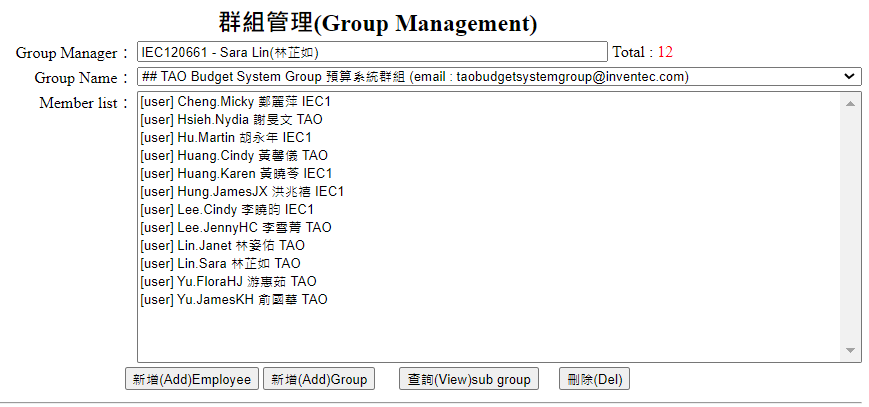 群組管理(Group Management)
Group Manager： IEC120661 - Sara Lin(林芷如) Total : 12
Group Name： ## TAO Budget System Group 預算系統群組 (email : taobudgetsystemgroup@inventec.com)
Member list：
[user] Cheng.Micky 鄭麗萍 IEC1
[user] Hsieh.Nydia 謝旻文 TAO
[user] Hu.Martin 胡永年 IEC1
[user] Huang.Cindy 黃馨儀 TAO
[user] Huang.Karen 黃曉苓 IEC1
[user] Hung.JamesJX 洪兆禧 IEC1
[user] Lee.Cindy 李曉昀 IEC1
[user] Lee.JennyHC 李雪菁 TAO
[user] Lin.Janet 林姿佑 TAO
[user] Lin.Sara 林芷如 TAO
[user] Yu.FloraHJ 游惠茹 TAO
[user] Yu.JamesKH 俞國華 TAO
新增(Add)Employee 新增(Add)Group 查詢(View)sub group 刪除(Del)